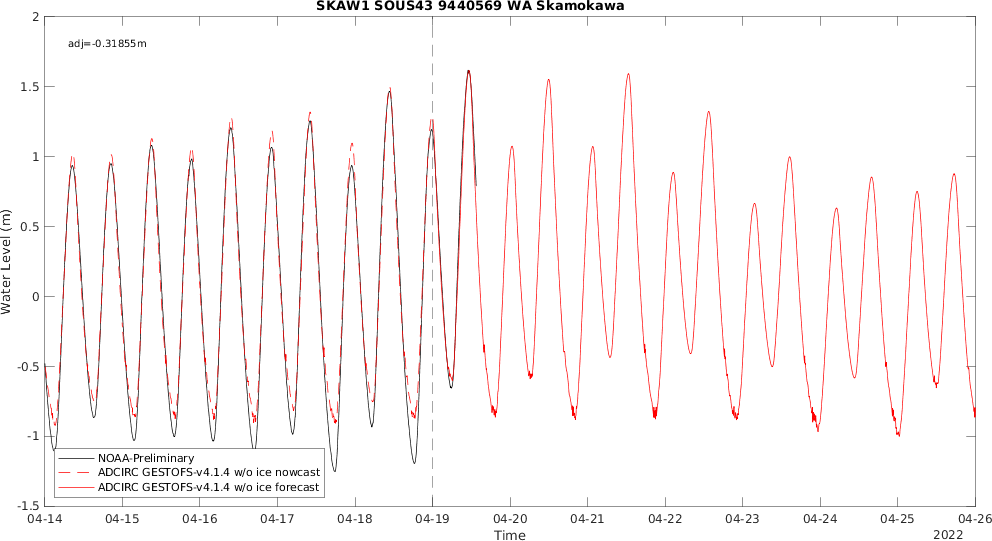 SKAW1 SOUS43 9440569 WA Skamokawa
adj=-0.31855m
2
1.5
1
0.5
0
-0.5
-1
-1.5
Water Level (m)
NOAA-Preliminary
ADCIRC GESTOFS-v4.1.4 w/o ice nowcast
ADCIRC GESTOFS-v4.1.4 w/o ice forecast
04-14 04-15 04-16 04-17 04-18 04-19 04-20 04-21 04-22 04-23 04-24 04-25 04-26
Time
2022